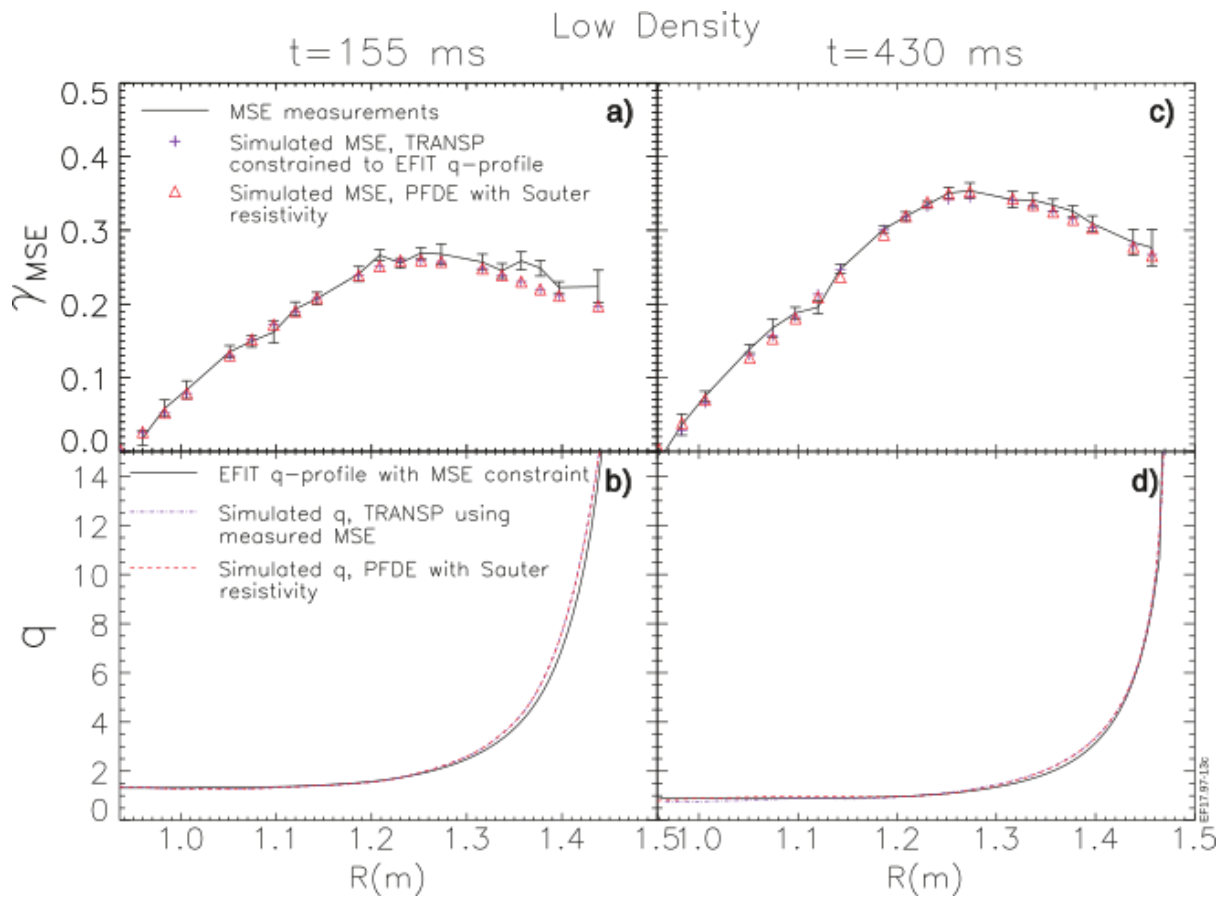 Low Density
t=155 ms
t=430 ms
0.5
0.4
0.3
0.2
0.1
0.0
γMSE
MSE measurements
Simulated MSE, TRANSP
constrained to EFIT q-profile
Simulated MSE, PFDE with Sauter
resistivity
a)
c)
14
12
10
8
6
4
2
0
q
EFIT q-profile with MSE constraint
Simulated q, TRANSP using
measured MSE
Simulated q, PFDE with Sauter
resistivity
b)
d)
EF17.97-13c
1.0
1.1
1.2
1.3
1.4
1.5
1.0
1.1
1.2
1.3
1.4
1.5
R(m)
R(m)